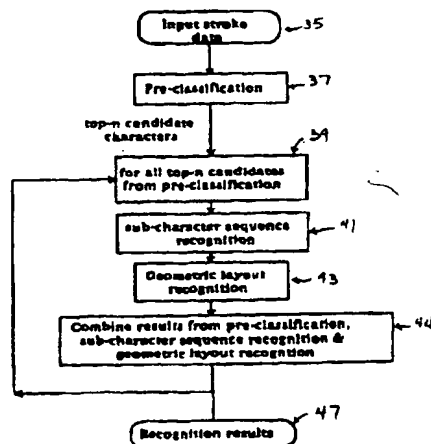 Input stroke
data
35
Pre-classification
37
top-n candidate
characters
39
for all top-n candidates
from pre-classification
sub-character sequence
recognition
41
Geometric layout
recognition
43
Combine results from pre-classification,
sub-character sequence recognition &
geometric layout recogntion
44
47
Recognition results